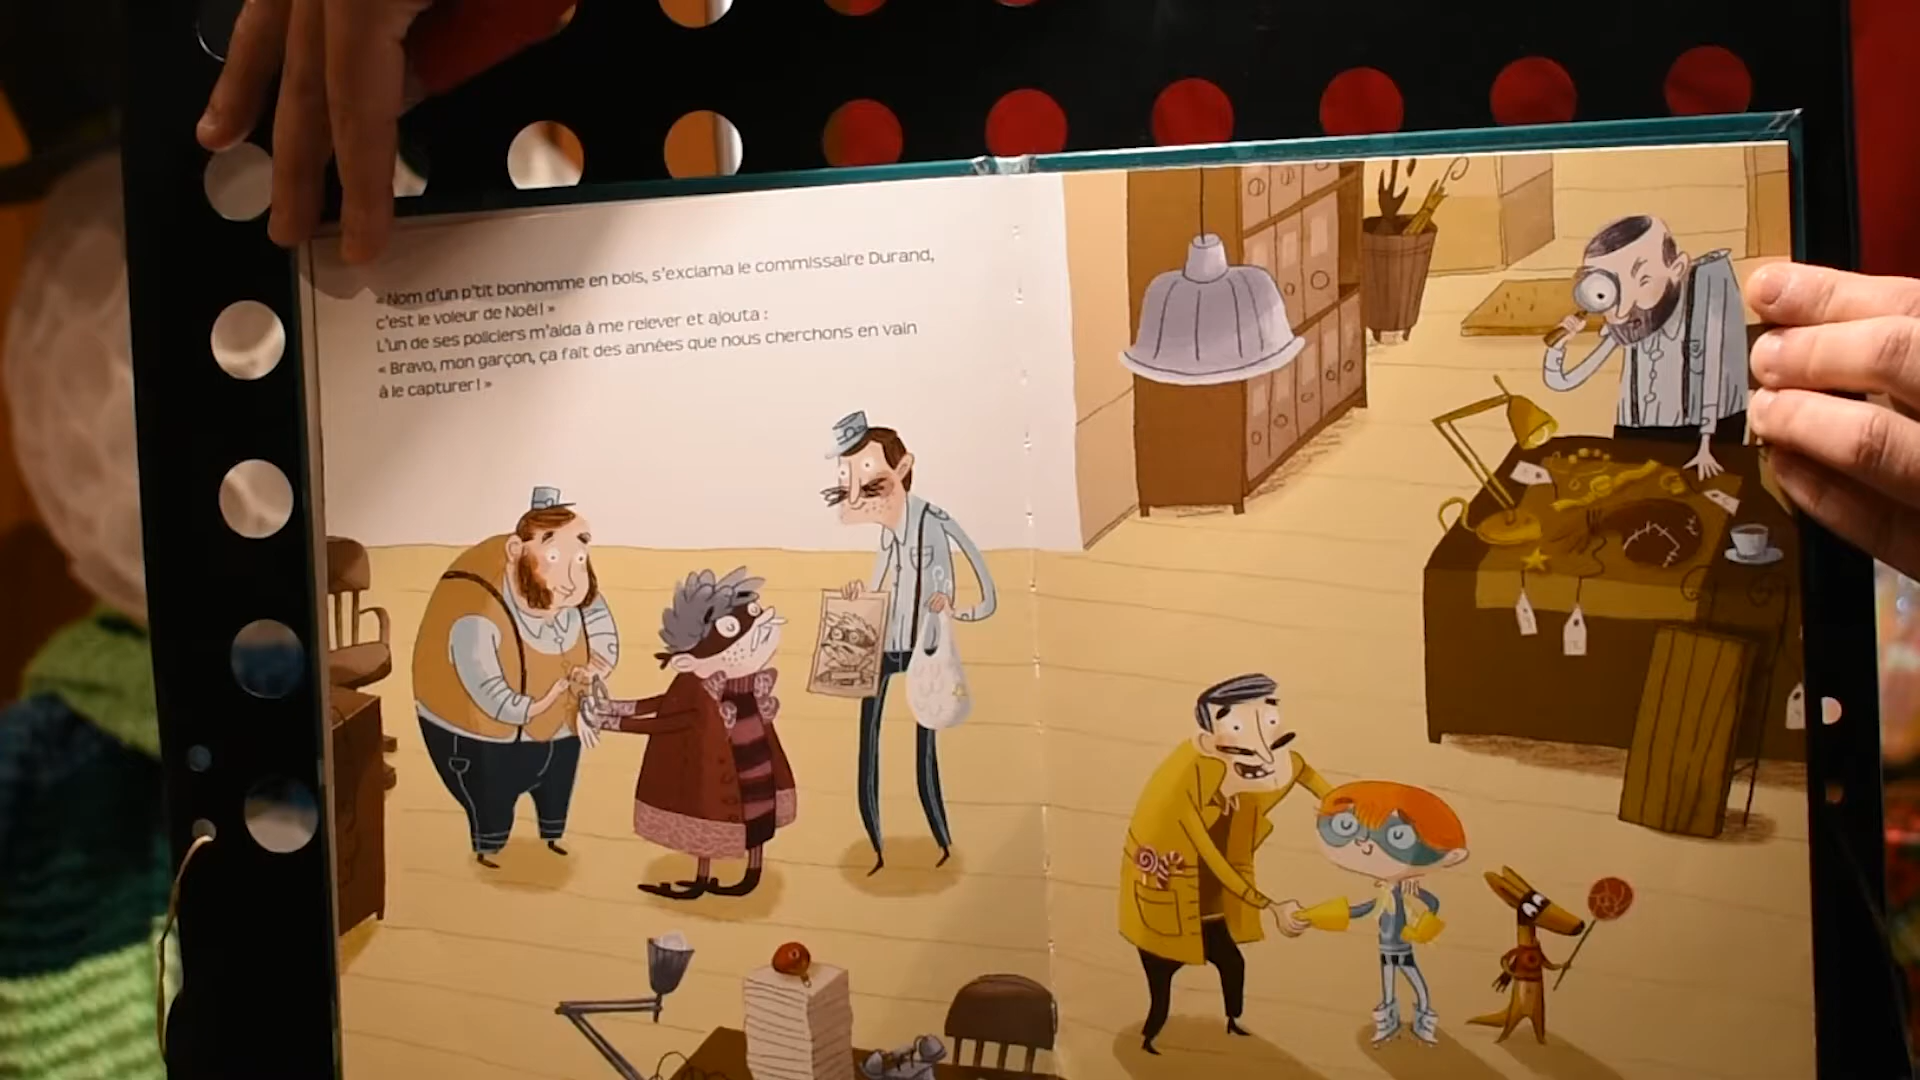 « Nom d'un p'tit bonhomme en bois, s'exclama le commissaire Durand,
c'est le voleur de Noël ! »
L'un de ses policiers m'aida à me relever et ajouta :
« Bravo, mon garçon, ça fait des années que nous cherchons en vain
à le capturer ! »